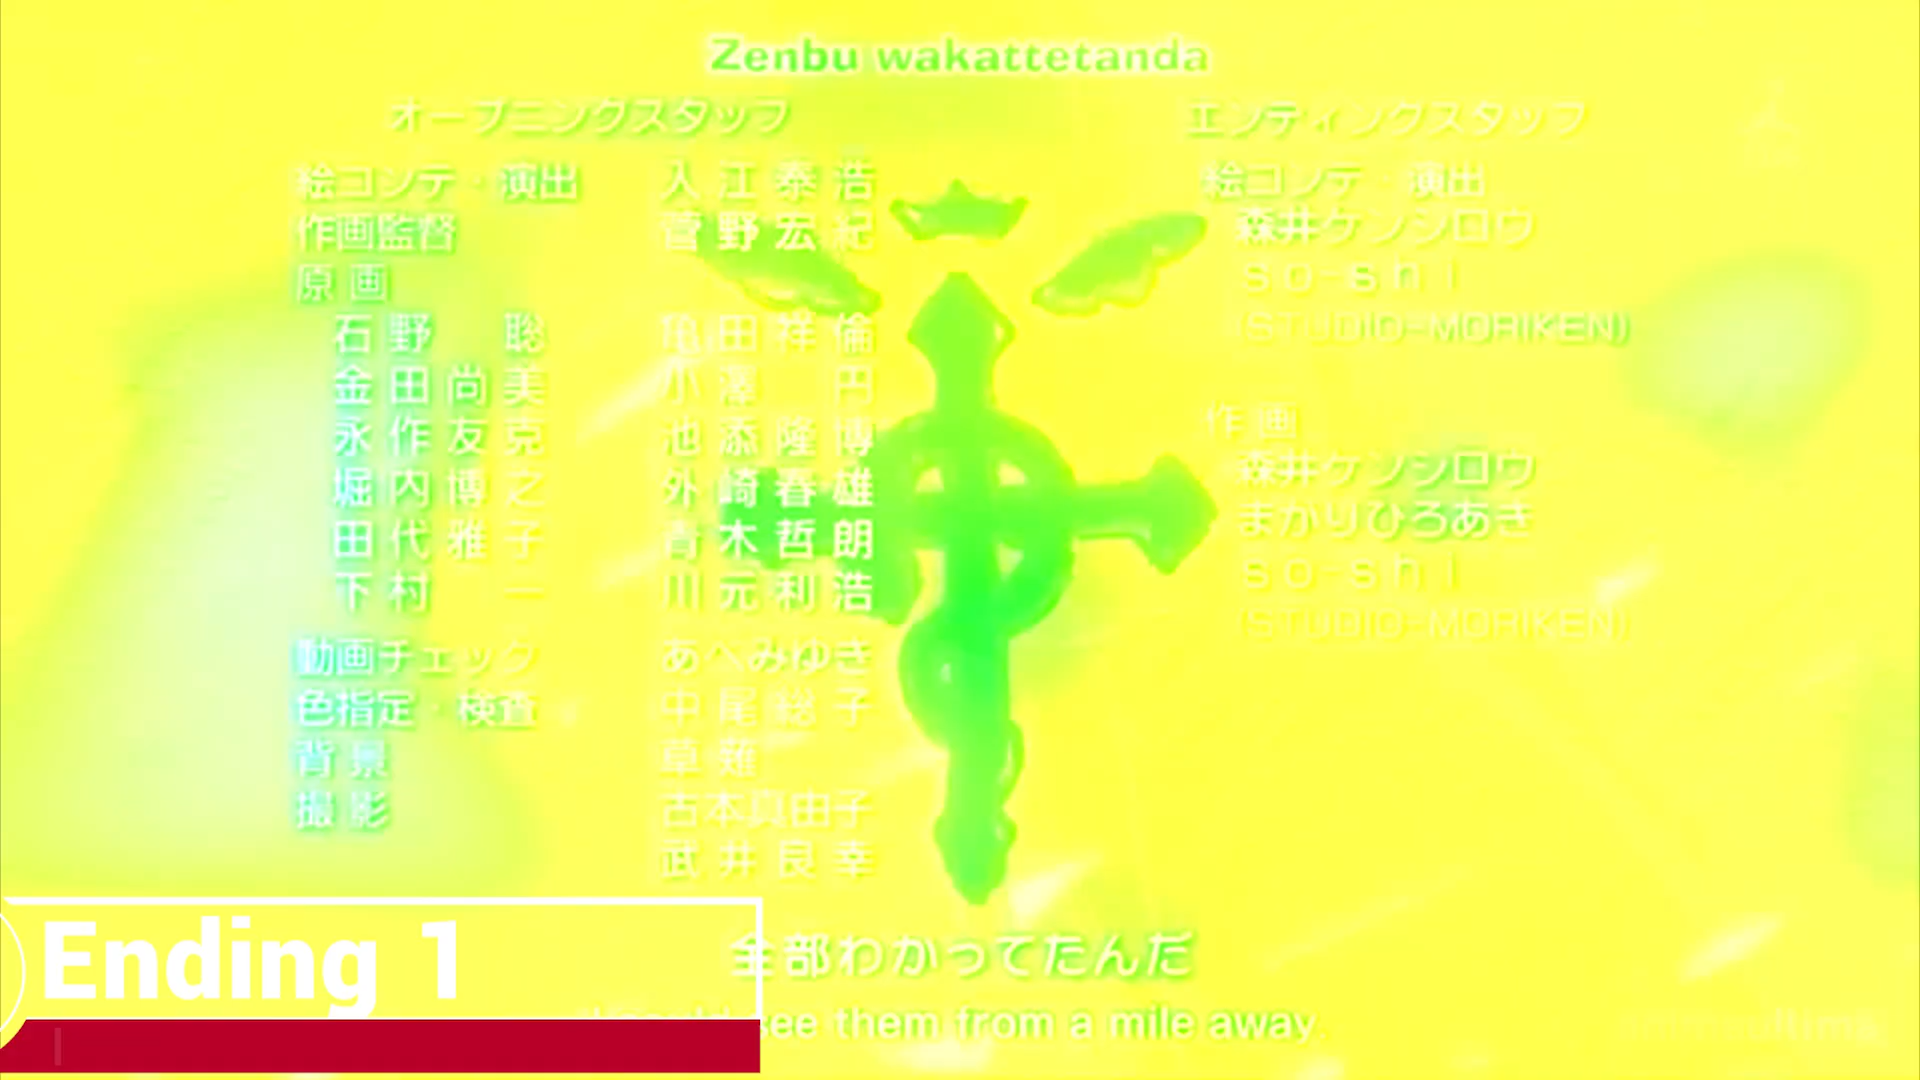 Zenbu wakattetanda
オープニングスタッフ
絵コンテ・演出 入江泰浩
作画監督 菅野宏紀
原画
石野 聡 亀田祥倫
金田尚美 小澤 円
永作友克 池添隆博
堀内博之 外崎春雄
田代雅子 青木哲朗
下村 一 川元利浩
動画チェック あべみゆき
色指定・検査 中尾総子
背景 草薙
撮影 古本真由子
武井良幸
エンディングスタッフ
絵コンテ・演出
森井ケンシロウ
so-shi
(STUDIO-MORIKEN)
作画
森井ケンシロウ
まかりひろあき
so-shi
(STUDIO-MORIKEN)
全部わかってたんだ
see them from a mile away.
Ending 1